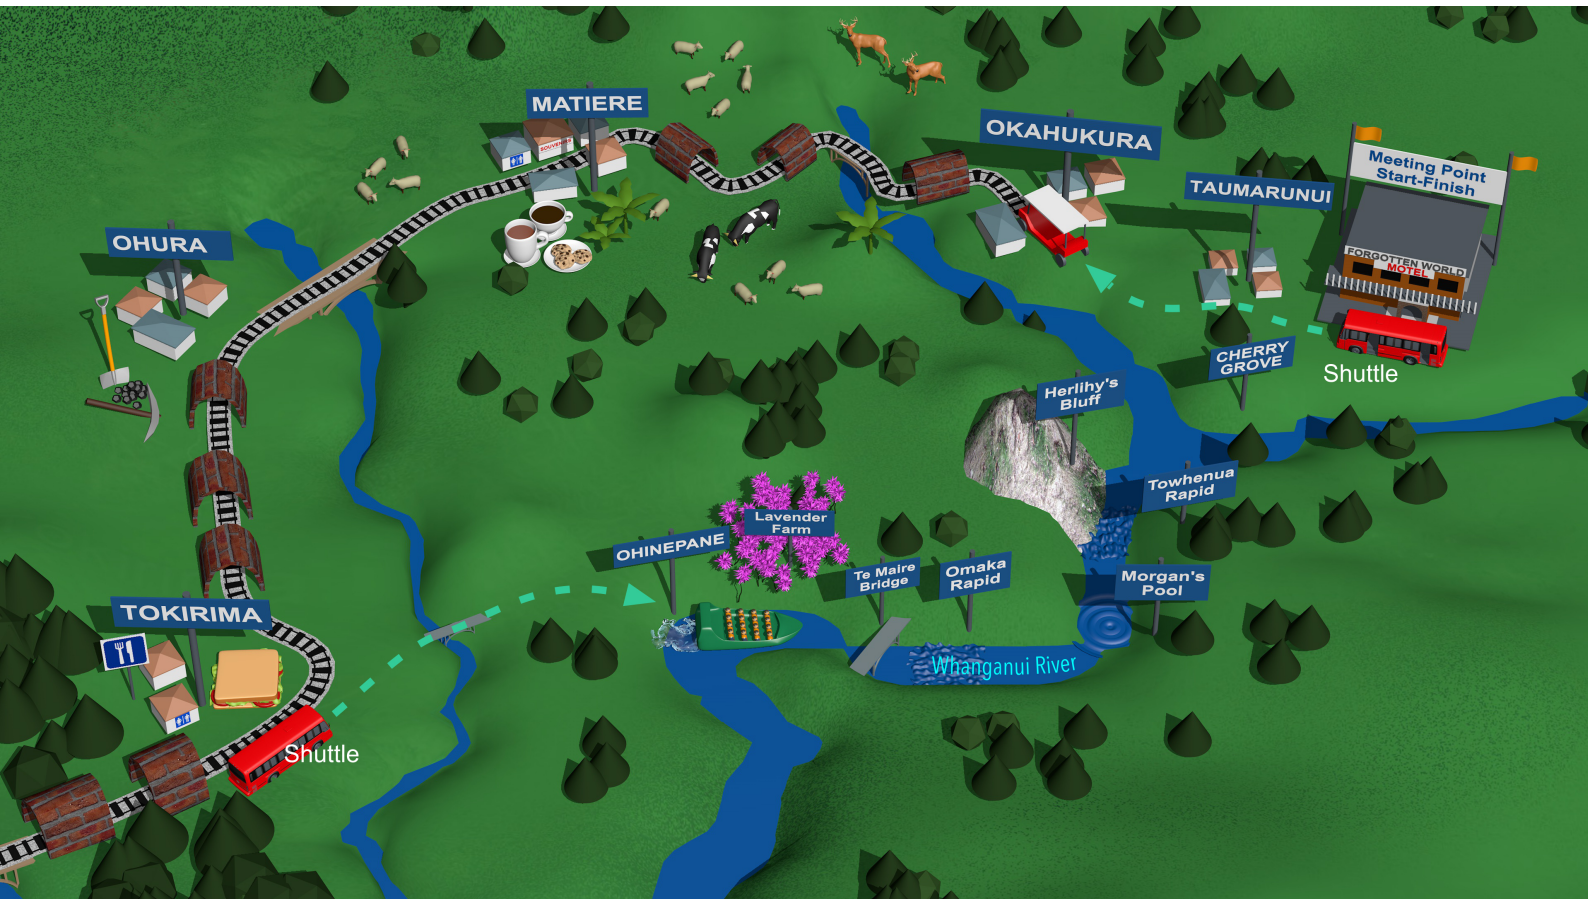 MATIERE
SOUVENIRS
OKAHUKURA
Meeting Point
Start-Finish
TAUMARUNUI
OHURA
FORGOTTEN WORLD
MOTEL
CHERRY
GROVE
Shuttle
Herlihy's
Bluff
Towhenua
Rapid
Lavender
Farm
OHINEPANE
Te Maire
Bridge
Omaka
Rapid
Morgan's
Pool
TOKIRIMA
Whanganui River
Shuttle